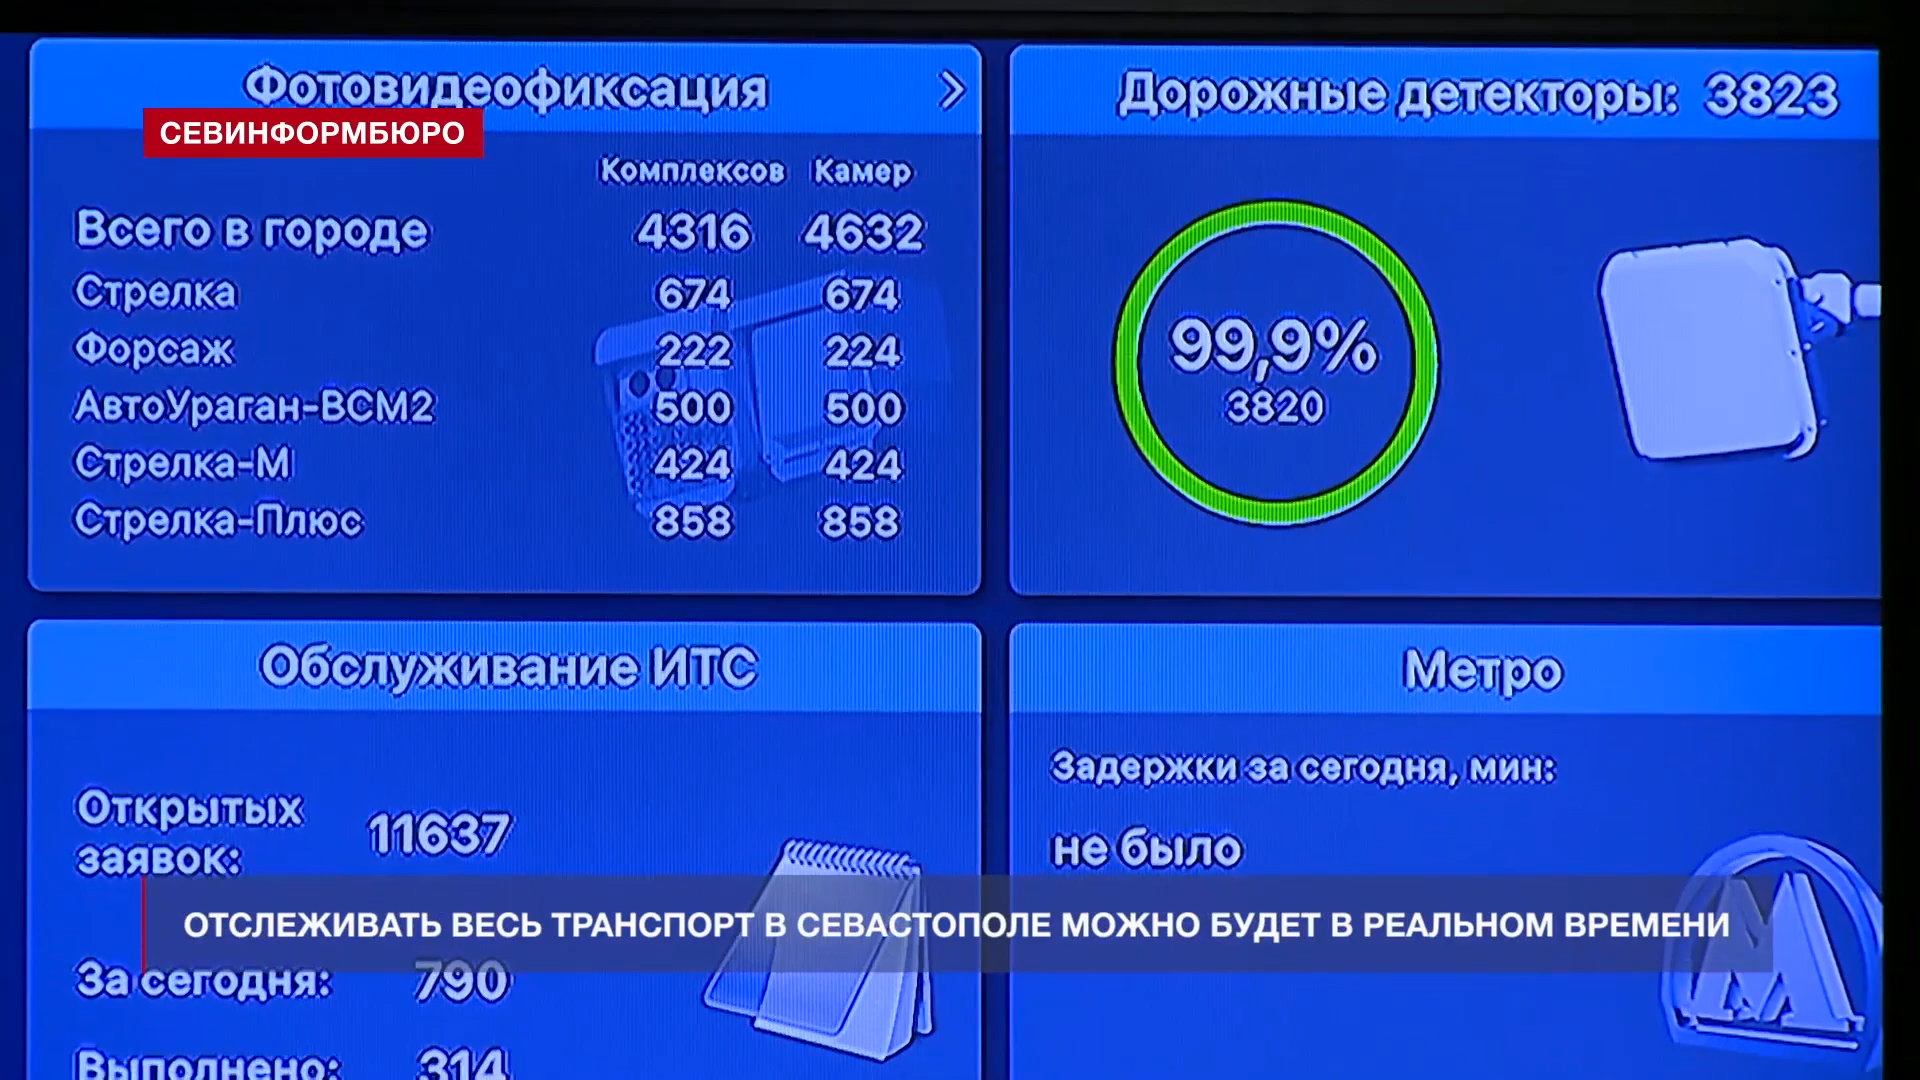 Фотовидеофиксация
СЕВИНФОРМБЮРО
Комплексов Камер
Всего в городе 4316 4632
Стрелка 674 674
Форсаж 222 224
АвтоУраган-ВСМ2 500 500
Стрелка-М 424 424
Стрелка-Плюс 858 858
Дорожные детекторы: 3823
99,9%
3820
Обслуживание ИТС
Открытых
заявок: 11637
За сегодня: 790
Выполнено: 314
Метро
Задержки за сегодня, мин:
не было
ОТСЛЕЖИВАТЬ ВЕСЬ ТРАНСПОРТ В СЕВАСТОПОЛЕ МОЖНО БУДЕТ В РЕАЛЬНОМ ВРЕМЕНИ